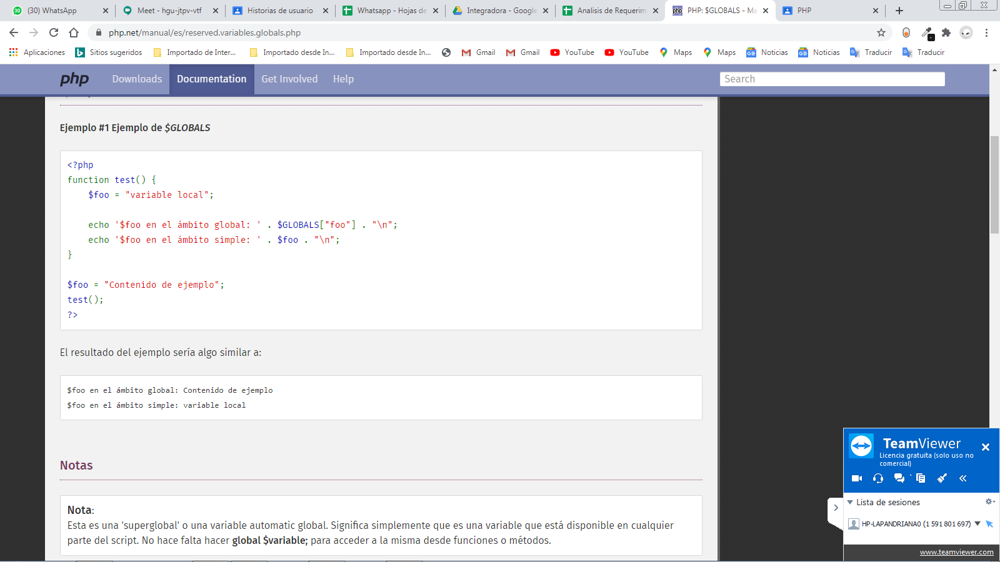 (30) WhatsApp
Meet - hgu-jtpv-vtf
Historias de usuario
Whatsapp - Hojas de
Integradora - Google
Analisis de Requerim
PHP: $GLOBALS - Ma
PHP
php.net/manual/es/reserved.variables.globals.php
Aplicaciones
Sitios sugeridos
Importado de Inter...
Importado desde In...
Importado desde In...
Gmail
Gmail
YouTube
YouTube
Maps
Maps
Noticias
Noticias
Traducir
Traducir
php
Downloads
Documentation
Get Involved
Help
Search
Ejemplo #1 Ejemplo de $GLOBALS
<?php
function test() {
    $foo = "variable local";
    echo '$foo en el ámbito global: ' . $GLOBALS["foo"] . "\n";
    echo '$foo en el ámbito simple: ' . $foo . "\n";
}
$foo = "Contenido de ejemplo";
test();
?>
El resultado del ejemplo sería algo similar a:
$foo en el ámbito global: Contenido de ejemplo
$foo en el ámbito simple: variable local
Notas
Nota:
Esta es una 'superglobal' o una variable automatic global. Significa simplemente que es una variable que está disponible en cualquier
parte del script. No hace falta hacer global $variable; para acceder a la misma desde funciones o métodos.
TeamViewer
Licencia gratuita (solo uso no
comercial)
Lista de sesiones
HP-LAPANDRIANA0 (1 591 801 697)
www.teamviewer.com